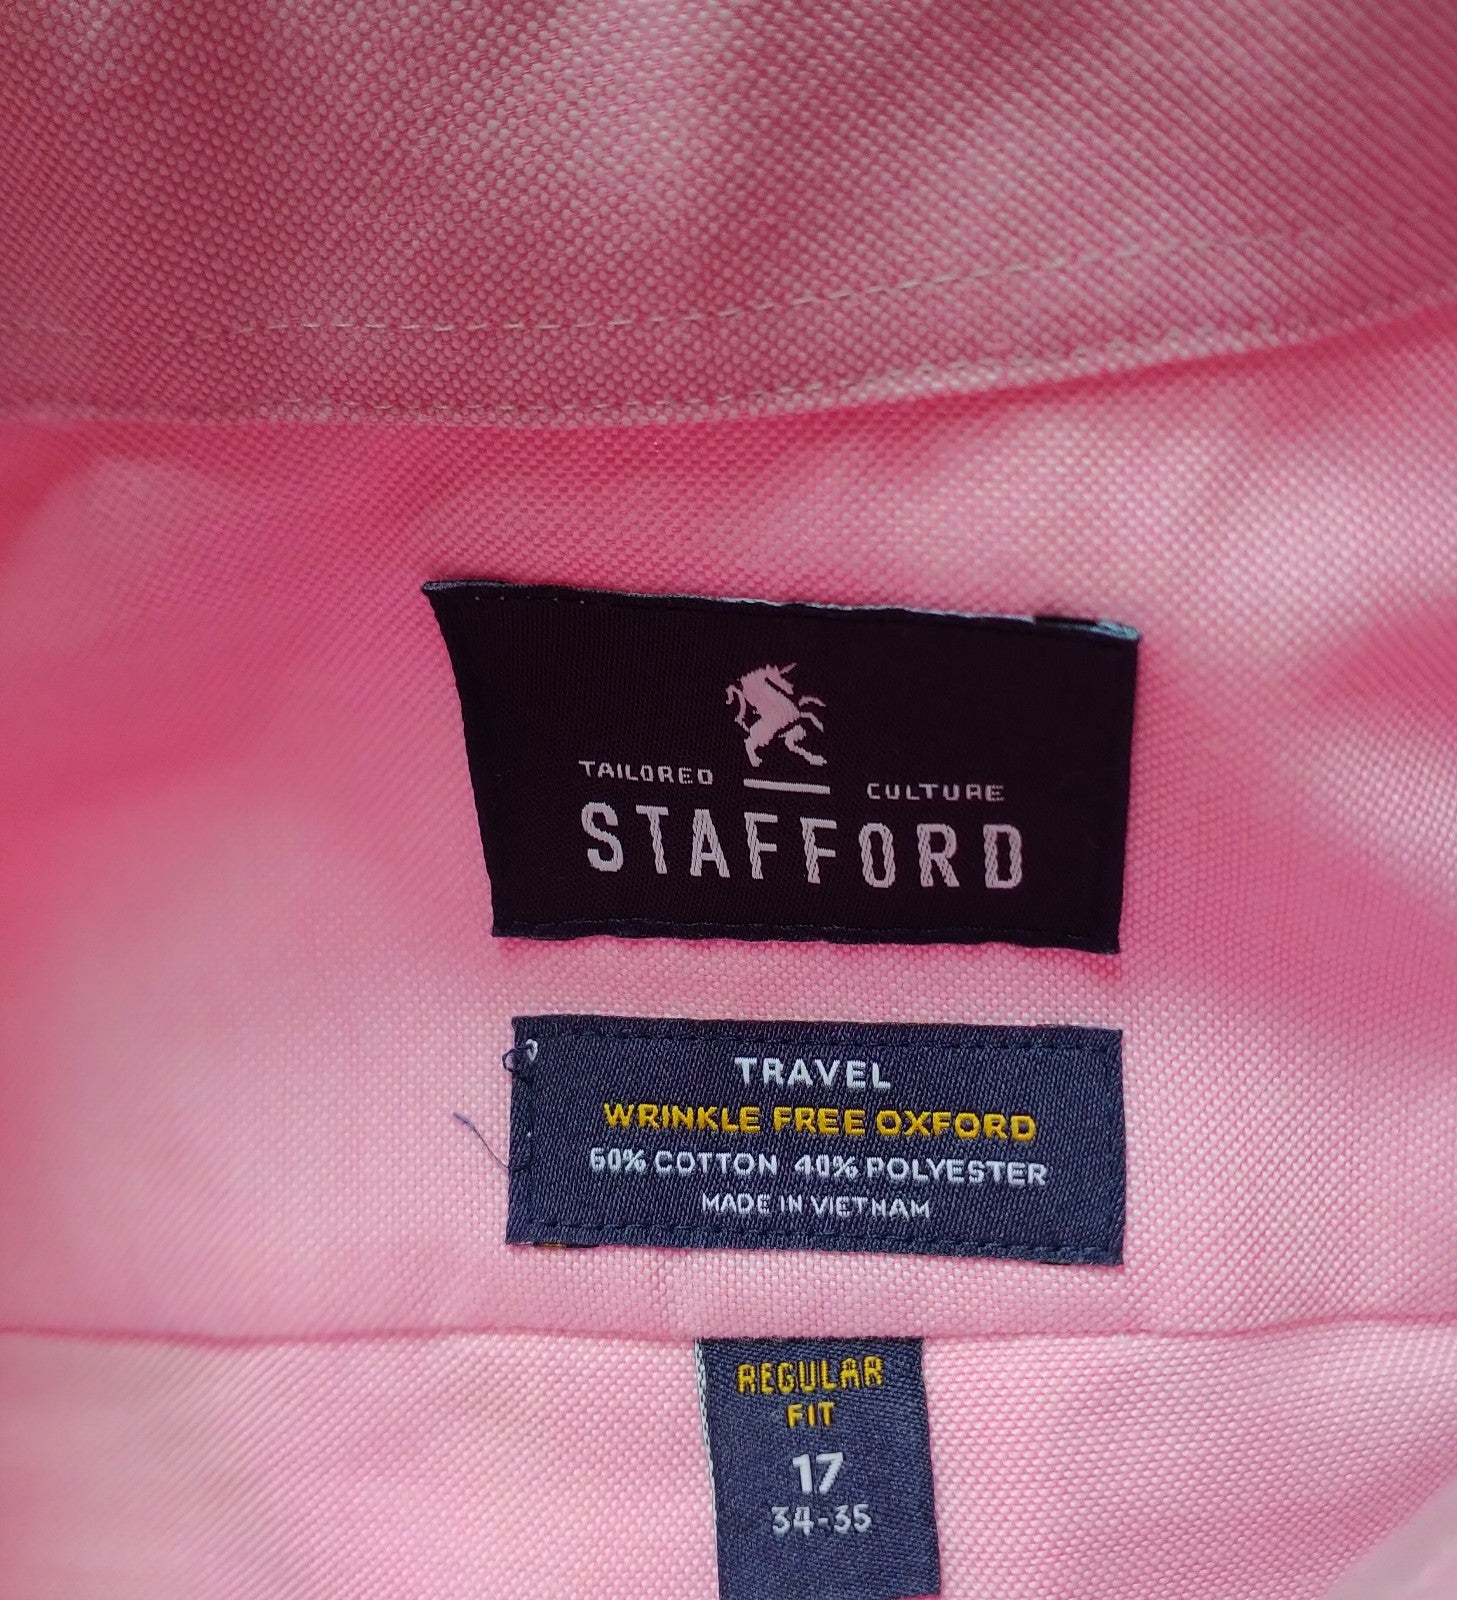 TAILORED CULTURE
STAFFORD
TRAVEL
WRINKLE FREE OXFORD
60% COTTON 40% POLYESTER
MADE IN VIETNAM
REGULAR
FIT
17
34-35